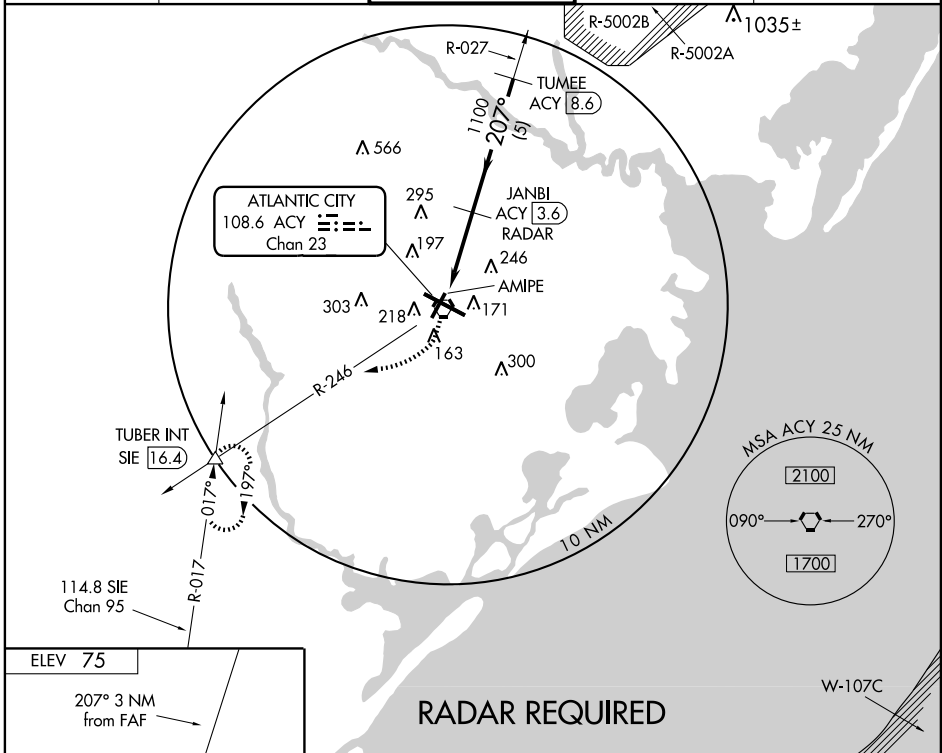 R-5002B
1035±
R-5002A
R-027
TUMEE
ACY 8.6
1100
207°
(5)
566
ATLANTIC CITY
108.6 ACY
Chan 23
295
JANBI
ACY 3.6
RADAR
197
246
AMIPE
303
218
171
163
300
R-246
TUBER INT
SIE 16.4
017°
197°
R-017
114.8 SIE
Chan 95
10 NM
MSA ACY 25 NM
2100
090°
270°
1700
ELEV 75
207° 3 NM
from FAF
RADAR REQUIRED
W-107C